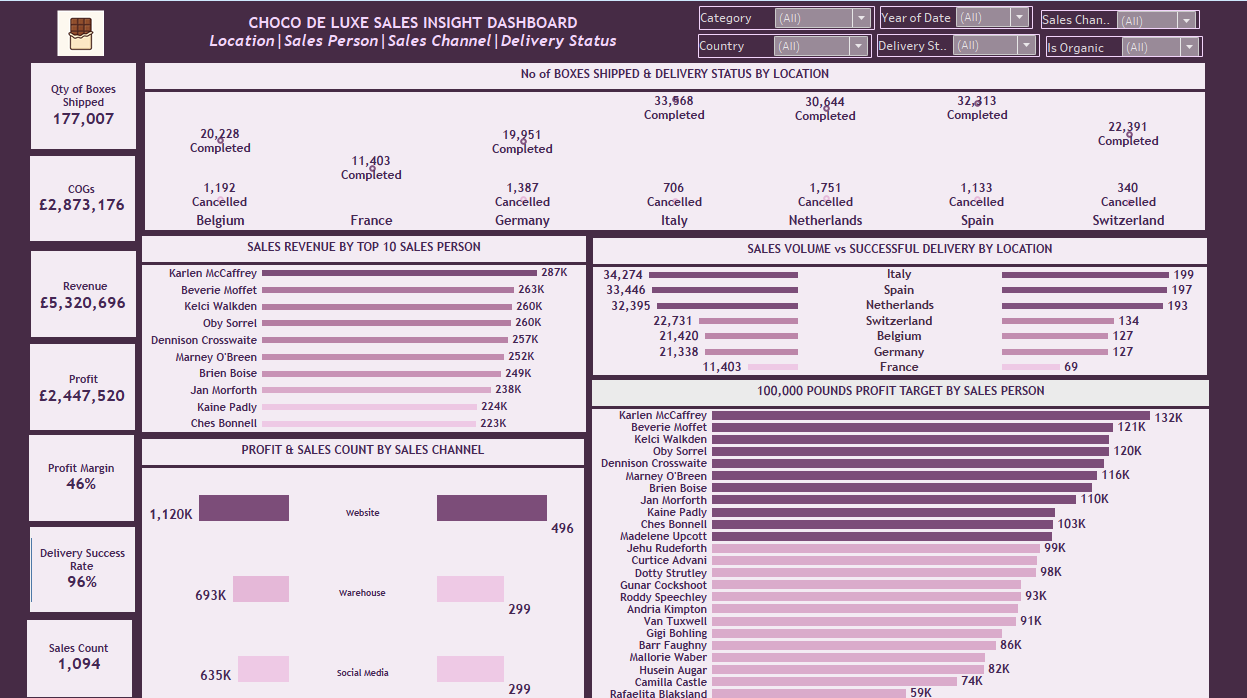 CHOCO DE LUXE SALES INSIGHT DASHBOARD
Location|Sales Person|Sales Channel|Delivery Status
Category (All)
Year of Date (All)
Sales Chan.. (All)
Country (All)
Delivery St.. (All)
Is Organic (All)
Qty of Boxes
Shipped
177,007
COGs
£2,873,176
Revenue
£5,320,696
Profit
£2,447,520
Profit Margin
46%
Delivery Success
Rate
96%
Sales Count
1,094
No of BOXES SHIPPED & DELIVERY STATUS BY LOCATION
20,228
Completed
1,192
Cancelled
Belgium
11,403
Completed
France
19,951
Completed
1,387
Cancelled
Germany
33,568
Completed
706
Cancelled
Italy
30,644
Completed
1,751
Cancelled
Netherlands
32,313
Completed
1,133
Cancelled
Spain
22,391
Completed
340
Cancelled
Switzerland
SALES REVENUE BY TOP 10 SALES PERSON
Karlen McCaffrey 287K
Beverie Moffet 263K
Kelci Walkden 260K
Oby Sorrel 260K
Dennison Crosswaite 257K
Marney O'Breen 252K
Brien Boise 249K
Jan Morforth 238K
Kaine Padly 224K
Ches Bonnell 223K
SALES VOLUME vs SUCCESSFUL DELIVERY BY LOCATION
34,274 Italy 199
33,446 Spain 197
32,395 Netherlands 193
22,731 Switzerland 134
21,420 Belgium 127
21,338 Germany 127
11,403 France 69
PROFIT & SALES COUNT BY SALES CHANNEL
1,120K Website 496
693K Warehouse 299
635K Social Media 299
100,000 POUNDS PROFIT TARGET BY SALES PERSON
Karlen McCaffrey 132K
Beverie Moffet 121K
Kelci Walkden
Oby Sorrel 120K
Dennison Crosswaite
Marney O'Breen 116K
Brien Boise
Jan Morforth 110K
Kaine Padly
Ches Bonnell 103K
Madelene Upcott
Jehu Rudeforth 99K
Curtice Advani
Dotty Strutley 98K
Gunar Cockshoot
Roddy Speechley 93K
Andria Kimpton
Van Tuxwell 91K
Gigi Bohling
Barr Faughny 86K
Mallorie Waber
Husein Augar 82K
Camilla Castle 74K
Rafaelita Blaksland 59K